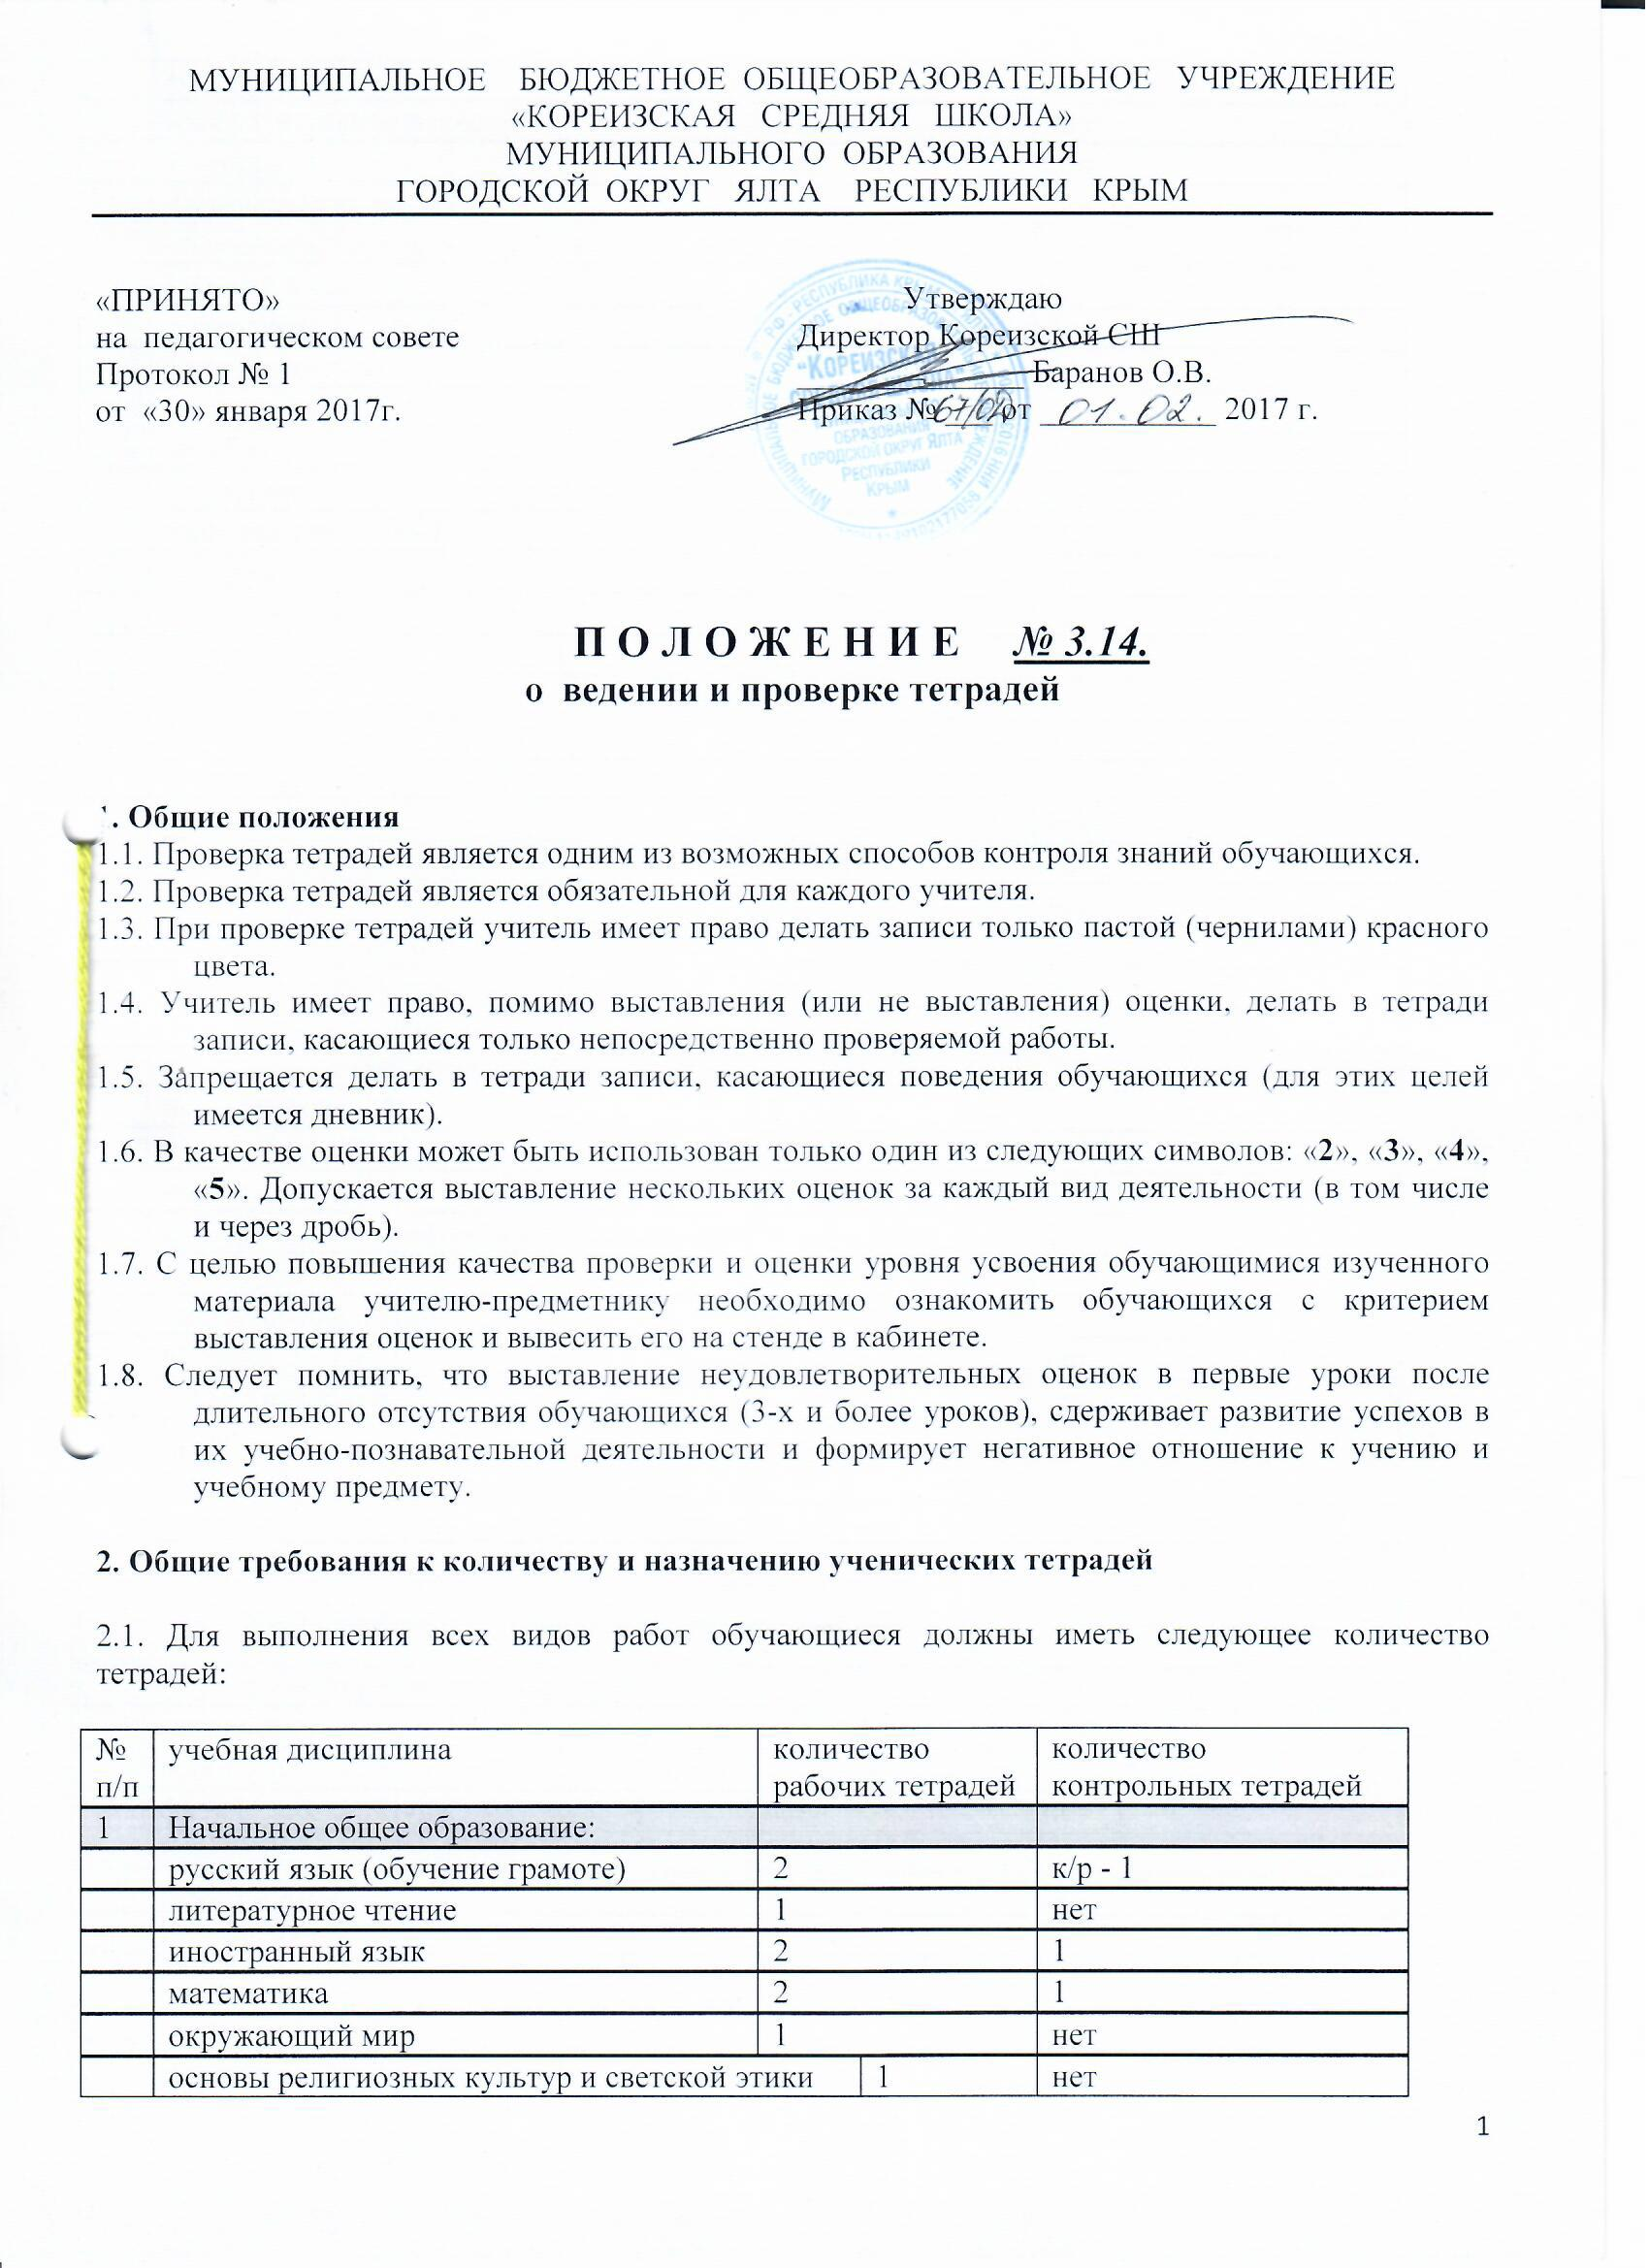 МУНИЦИПАЛЬНОЕ БЮДЖЕТНОЕ ОБЩЕОБРАЗОВАТЕЛЬНОЕ УЧРЕЖДЕНИЕ
«КОРЕИЗСКАЯ СРЕДНЯЯ ШКОЛА»
МУНИЦИПАЛЬНОГО ОБРАЗОВАНИЯ
ГОРОДСКОЙ ОКРУГ ЯЛТА РЕСПУБЛИКИ КРЫМ
«ПРИНЯТО»
на педагогическом совете
Протокол № 1
от «30» января 2017г.
Утверждаю
Директор Кореизской СШ
Баранов О.В.
Приказ № 67/04 от 01.02. 2017 г.
"КОРЕИЗСКАЯ
ОБРАЗОВАНИЯ
ГОРОДСКОЙ ОКРУГ ЯЛТА
РЕСПУБЛИКИ
КРЫМ
П О Л О Ж Е Н И Е № 3.14.
о ведении и проверке тетрадей
. Общие положения
1.1. Проверка тетрадей является одним из возможных способов контроля знаний обучающихся.
1.2. Проверка тетрадей является обязательной для каждого учителя.
1.3. При проверке тетрадей учитель имеет право делать записи только пастой (чернилами) красного
цвета.
1.4. Учитель имеет право, помимо выставления (или не выставления) оценки, делать в тетради
записи, касающиеся только непосредственно проверяемой работы.
1.5. Запрещается делать в тетради записи, касающиеся поведения обучающихся (для этих целей
имеется дневник).
1.6. В качестве оценки может быть использован только один из следующих символов: «2», «3», «4»,
«5». Допускается выставление нескольких оценок за каждый вид деятельности (в том числе
и через дробь).
1.7. С целью повышения качества проверки и оценки уровня усвоения обучающимися изученного
материала учителю-предметнику необходимо ознакомить обучающихся с критерием
выставления оценок и вывесить его на стенде в кабинете.
1.8. Следует помнить, что выставление неудовлетворительных оценок в первые уроки после
длительного отсутствия обучающихся (3-х и более уроков), сдерживает развитие успехов в
их учебно-познавательной деятельности и формирует негативное отношение к учению и
учебному предмету.
2. Общие требования к количеству и назначению ученических тетрадей
2.1. Для выполнения всех видов работ обучающиеся должны иметь следующее количество
тетрадей:
№ п/п учебная дисциплина количество рабочих тетрадей количество контрольных тетрадей
1 Начальное общее образование:
русский язык (обучение грамоте) 2 к/р - 1
литературное чтение 1 нет
иностранный язык 2 1
математика 2 1
окружающий мир 1 нет
основы религиозных культур и светской этики 1 нет
1